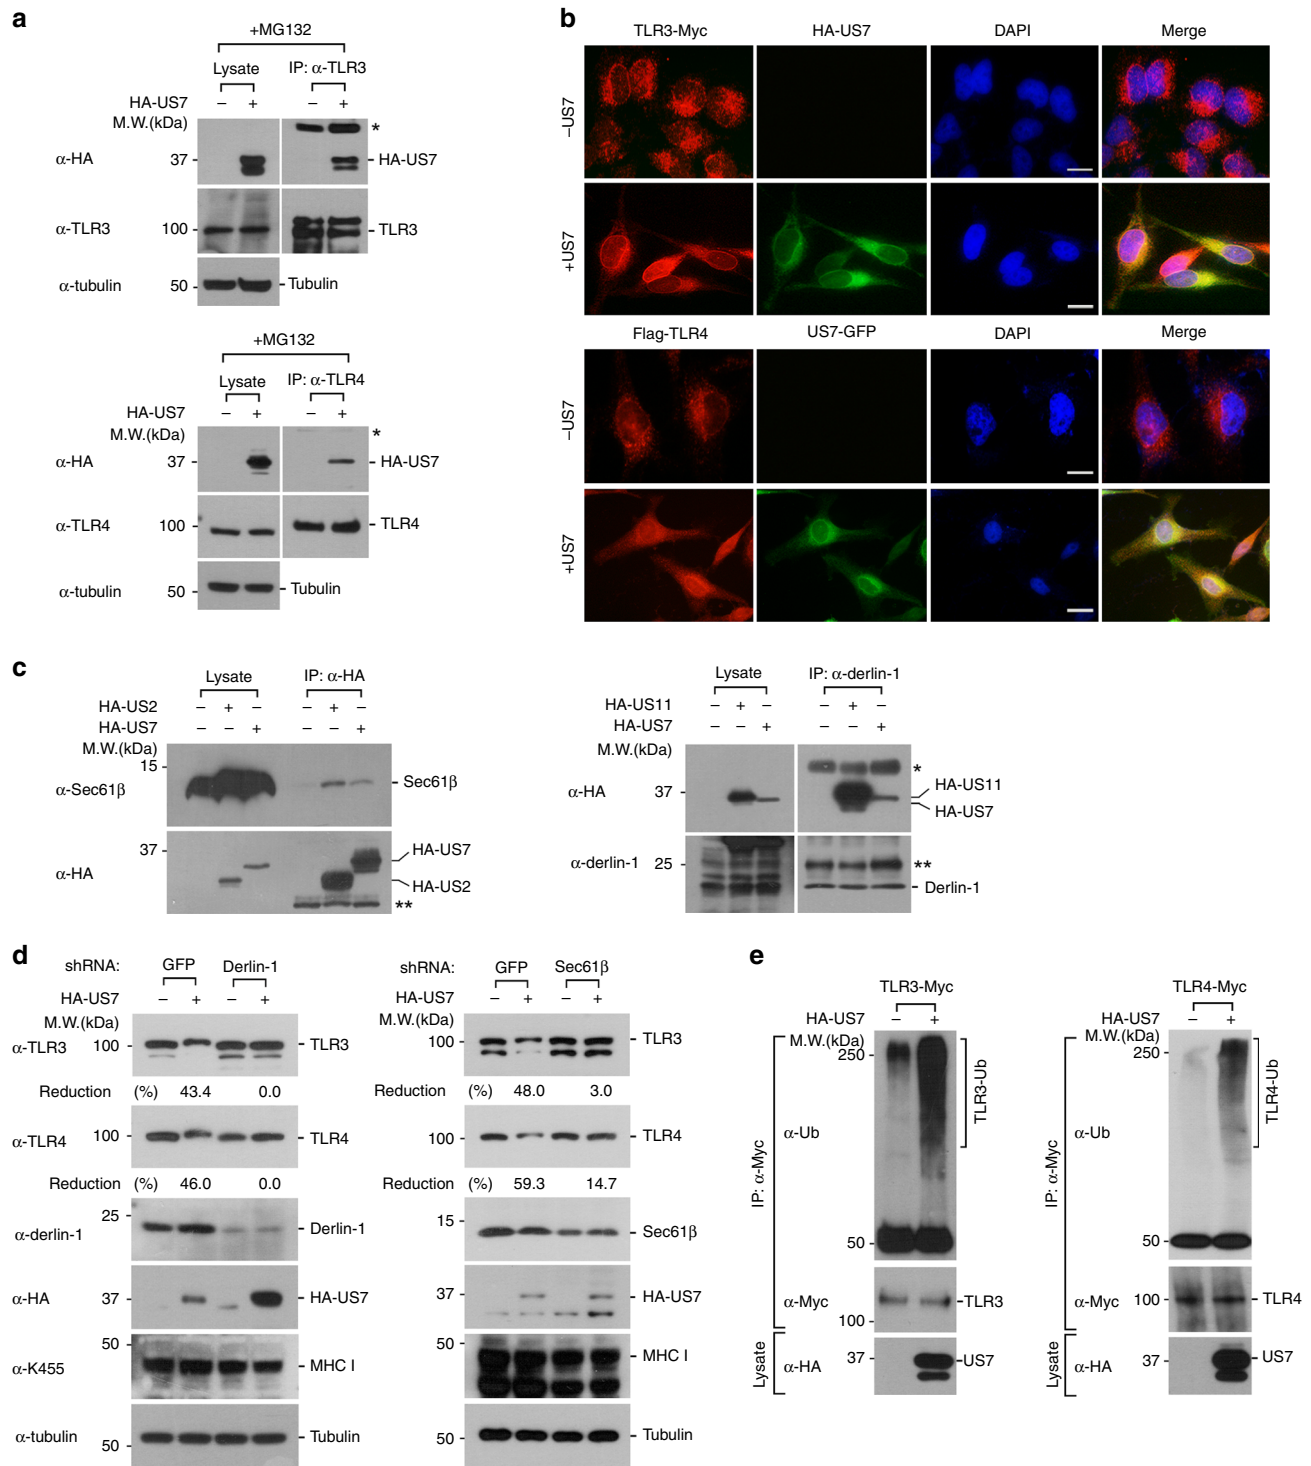 a
+MG132
Lysate IP: α-TLR3
HA-US7 – + – +
M.W.(kDa)
*
α-HA 37 HA-US7
α-TLR3 100 TLR3
α-tubulin 50 Tubulin
+MG132
Lysate IP: α-TLR4
HA-US7 – + – +
M.W.(kDa)
*
α-HA 37 HA-US7
α-TLR4 100 TLR4
α-tubulin 50 Tubulin
b
TLR3-Myc HA-US7 DAPI Merge
–US7
+US7
Flag-TLR4 US7-GFP DAPI Merge
–US7
+US7
c
Lysate IP: α-HA
HA-US2 – + – – + –
HA-US7 – – + – – +
M.W.(kDa)
15
α-Sec61β Sec61β
37
α-HA HA-US7
HA-US2
**
Lysate IP: α-derlin-1
HA-US11 – + – – + –
HA-US7 – – + – – +
M.W.(kDa)
*
α-HA 37 HA-US11
HA-US7
α-derlin-1 25 **
Derlin-1
d
shRNA: GFP Derlin-1
HA-US7 – + – +
M.W.(kDa)
α-TLR3 100 TLR3
Reduction (%) 43.4 0.0
α-TLR4 100 TLR4
Reduction (%) 46.0 0.0
25
α-derlin-1 Derlin-1
α-HA 37 HA-US7
50
α-K455 MHC I
α-tubulin 50 Tubulin
shRNA: GFP Sec61β
HA-US7 – + – +
M.W.(kDa)
100 TLR3
Reduction (%) 48.0 3.0
100 TLR4
Reduction (%) 59.3 14.7
15
Sec61β
37 HA-US7
50
MHC I
50 Tubulin
e
TLR3-Myc
HA-US7 – +
M.W.(kDa)
250
IP: α-Myc
α-Ub
TLR3-Ub
50
α-Myc TLR3
100
Lysate
α-HA 37 US7
TLR4-Myc
HA-US7 – +
M.W.(kDa)
250
IP: α-Myc
α-Ub
TLR4-Ub
50
α-Myc 100 TLR4
Lysate
α-HA 37 US7